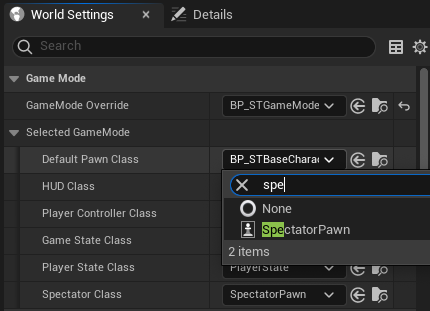 World Settings
Details
Search
Game Mode
GameMode Override
BP_STGameMode
Selected GameMode
Default Pawn Class
BP_STBaseCharac
HUD Class
spe
Player Controller Class
None
Game State Class
SpectatorPawn
2 items
Player State Class
PlayerState
Spectator Class
SpectatorPawn